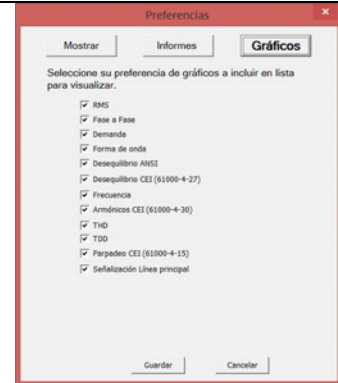 Preferencias
x
Mostrar Informes Gráficos
Seleccione su preferencia de gráficos a incluir en lista
para visualizar.
RMS
Fase a Fase
Demanda
Forma de onda
Desequilibrio ANSI
Desequilibrio CEI (61000-4-27)
Frecuencia
Armónicos CEI (61000-4-30)
THD
TDD
Parpadeo CEI (61000-4-15)
Señalización Línea principal
Guardar Cancelar